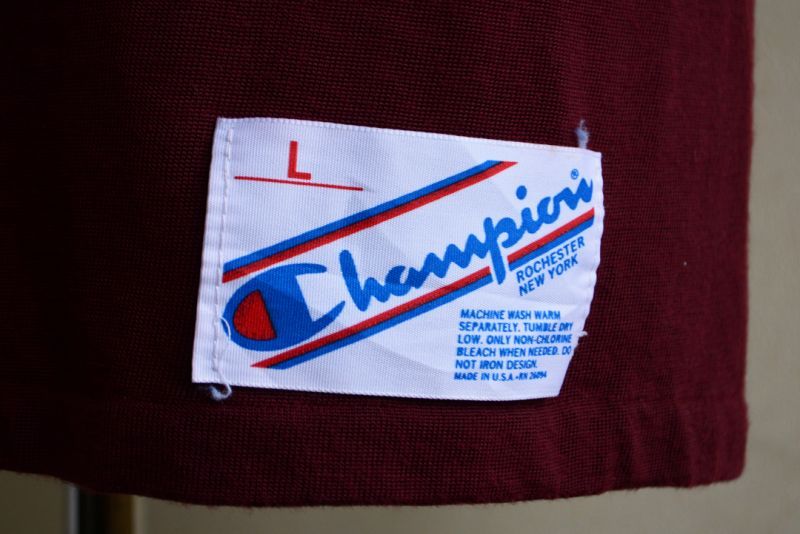 L
Champion®
ROCHESTER
NEW YORK
MACHINE WASH WARM
SEPARATELY. TUMBLE DRY
LOW. ONLY NON-CHLORINE
BLEACH WHEN NEEDED. DO
NOT IRON DESIGN.
MADE IN U.S.A.-RN 26094